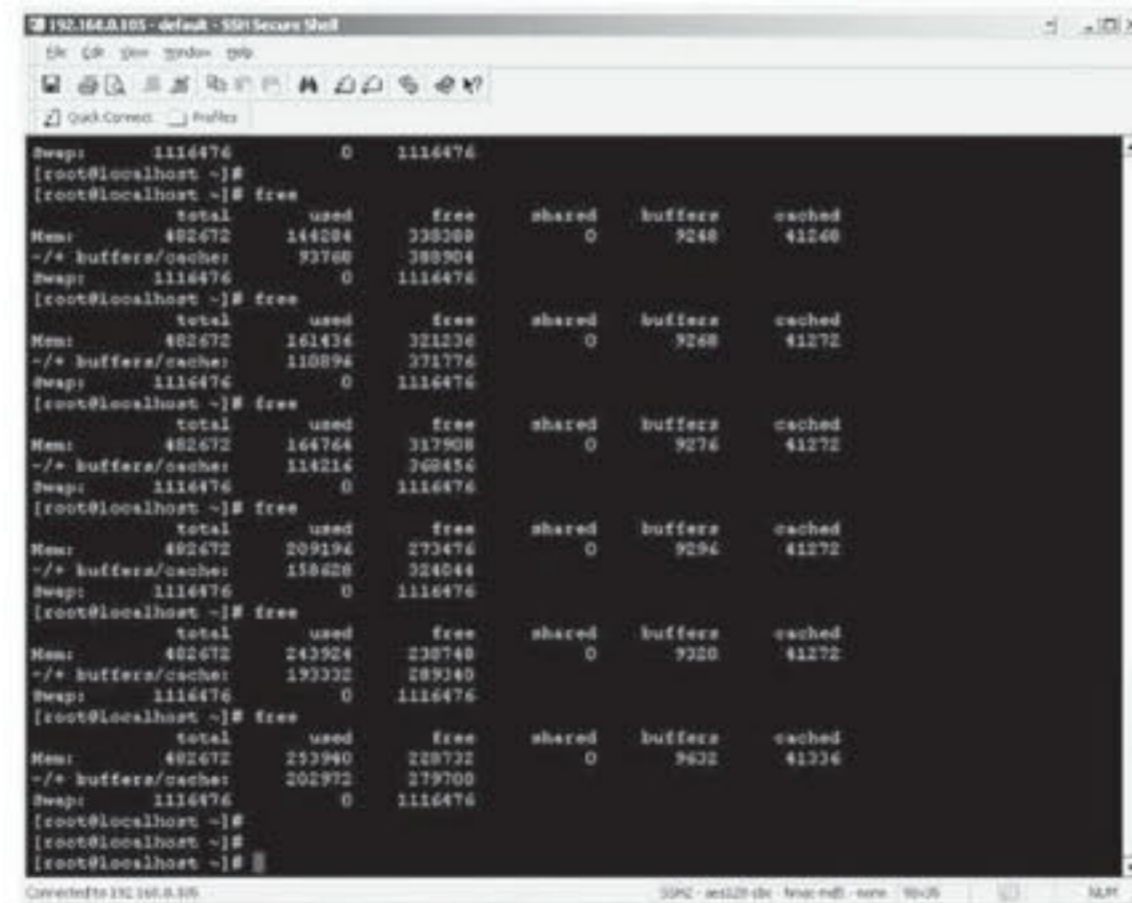 192.168.0.105 - default - SSH Secure Shell
File Edit View Window Help
Quick Connect Profiles
Swap: 1116476 0 1116476
[root@localhost ~]#
[root@localhost ~]# free
total used free shared buffers cached
Mem: 482672 144284 338388 0 9248 41268
-/+ buffers/cache: 93768 388904
Swap: 1116476 0 1116476
[root@localhost ~]# free
total used free shared buffers cached
Mem: 482672 161436 321236 0 9268 41272
-/+ buffers/cache: 110896 371776
Swap: 1116476 0 1116476
[root@localhost ~]# free
total used free shared buffers cached
Mem: 482672 164764 317908 0 9276 41272
-/+ buffers/cache: 114216 368456
Swap: 1116476 0 1116476
[root@localhost ~]# free
total used free shared buffers cached
Mem: 482672 209196 273476 0 9296 41272
-/+ buffers/cache: 158628 324044
Swap: 1116476 0 1116476
[root@localhost ~]# free
total used free shared buffers cached
Mem: 482672 243924 238748 0 9320 41272
-/+ buffers/cache: 193332 289340
Swap: 1116476 0 1116476
[root@localhost ~]# free
total used free shared buffers cached
Mem: 482672 253940 228732 0 9632 41336
-/+ buffers/cache: 202972 279700
Swap: 1116476 0 1116476
[root@localhost ~]#
[root@localhost ~]#
[root@localhost ~]#
Connected to 192.168.0.105 SSH2 - aes128-cbc - hmac-md5 - none NUM